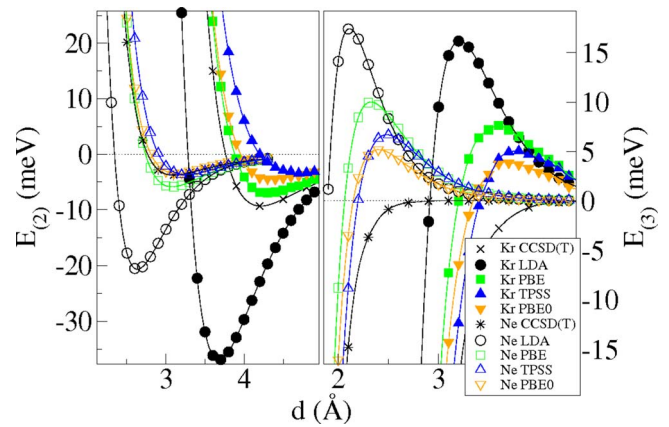 20
10
0
-10
-20
-30
E(2) (meV)
3
4
2
3
d (Å)
15
10
5
0
-5
-10
-15
E(3) (meV)
Kr CCSD(T)
Kr LDA
Kr PBE
Kr TPSS
Kr PBE0
Ne CCSD(T)
Ne LDA
Ne PBE
Ne TPSS
Ne PBE0